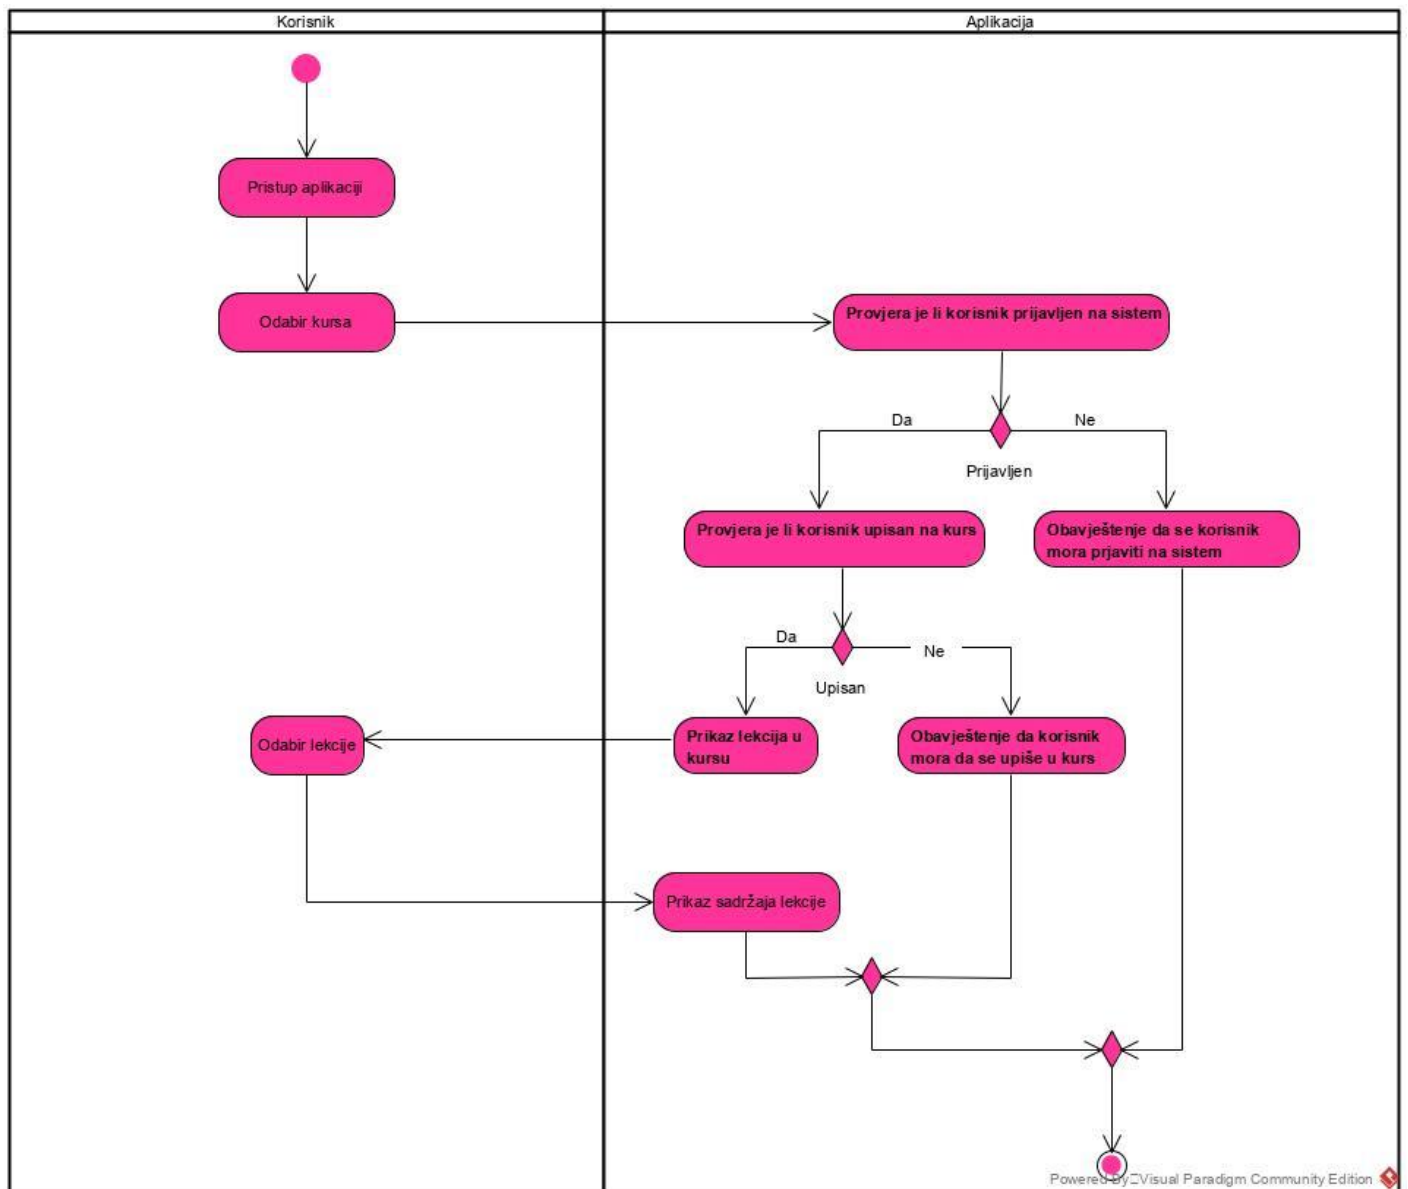 Korisnik
Aplikacija
Pristup aplikaciji
Odabir kursa
Provjera je li korisnik prijavljen na sistem
Da
Ne
Prijavljen
Provjera je li korisnik upisan na kurs
Obavještenje da se korisnik
mora prjaviti na sistem
Da
Ne
Upisan
Odabir lekcije
Prikaz lekcija u
kursu
Obavještenje da korisnik
mora da se upiše u kurs
Prikaz sadržaja lekcije
Powered By Visual Paradigm Community Edition